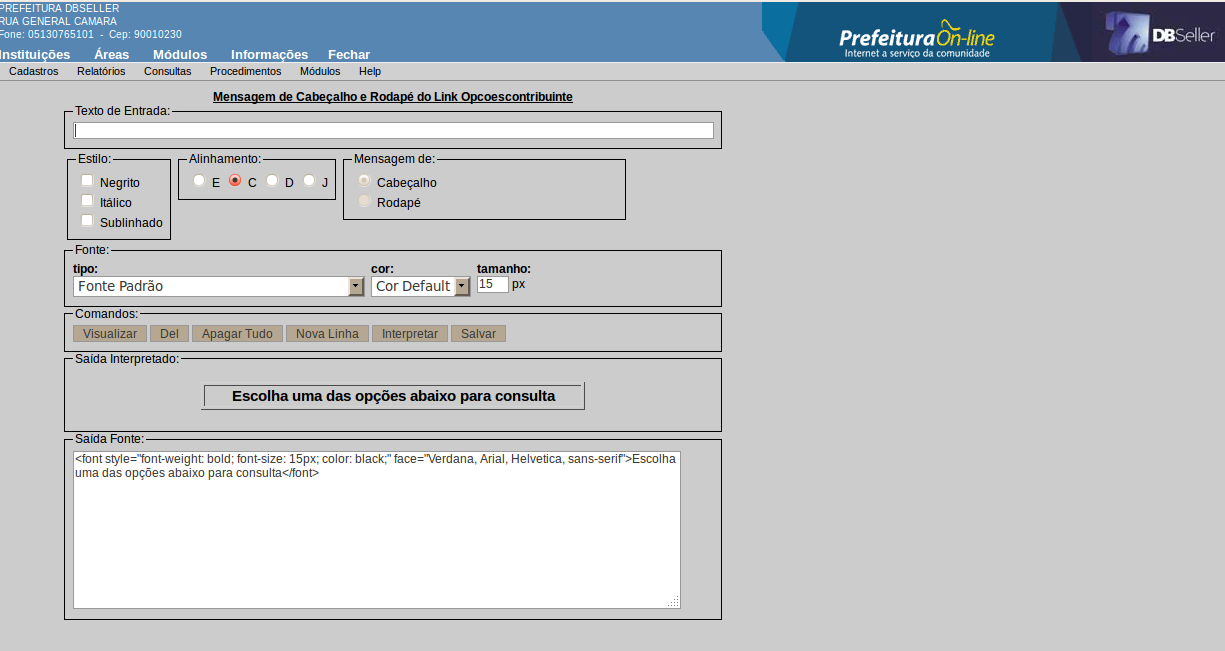 PREFEITURA DBSELLER
RUA GENERAL CAMARA
Fone: 05130765101 - Cep: 90010230
Instituições Áreas Módulos Informações Fechar
Prefeitura On-line
Internet a serviço da comunidade
DBSeller
Cadastros Relatórios Consultas Procedimentos Módulos Help
Mensagem de Cabeçalho e Rodapé do Link Opcoescontribuinte
Texto de Entrada:
Estilo: Alinhamento: Mensagem de:
Negrito E C D J Cabeçalho
Itálico Rodapé
Sublinhado
Fonte:
tipo: cor: tamanho:
Fonte Padrão Cor Default 15 px
Comandos:
Visualizar Del Apagar Tudo Nova Linha Interpretar Salvar
Saída Interpretado:
Escolha uma das opções abaixo para consulta
Saída Fonte:
<font style="font-weight: bold; font-size: 15px; color: black;" face="Verdana, Arial, Helvetica, sans-serif">Escolha
uma das opções abaixo para consulta</font>